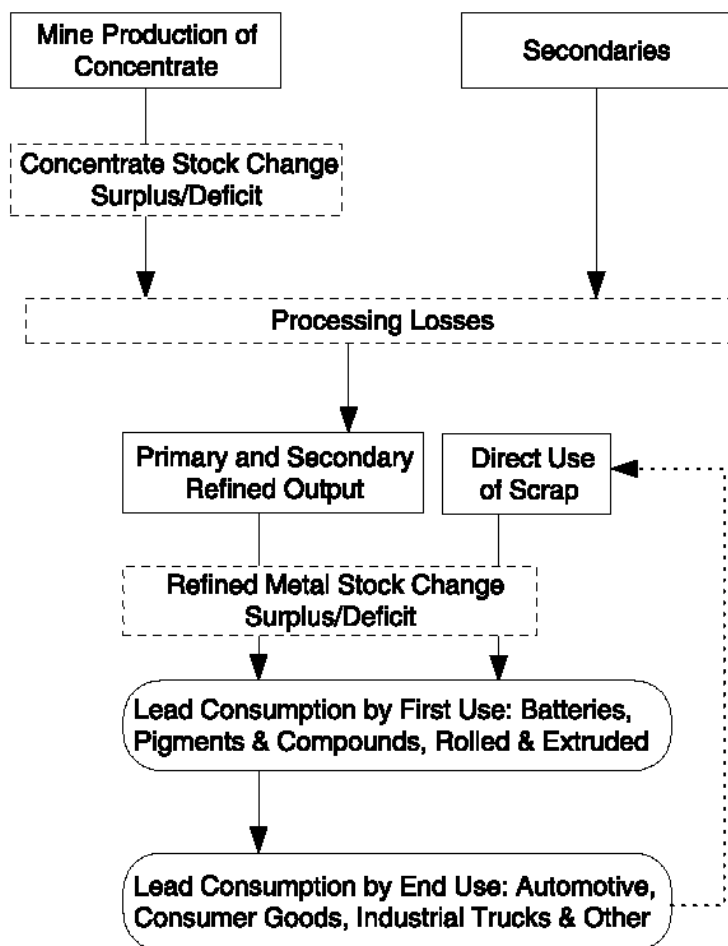 Mine Production of
Concentrate
Secondaries
Concentrate Stock Change
Surplus/Deficit
Processing Losses
Primary and Secondary
Refined Output
Direct Use
of Scrap
Refined Metal Stock Change
Surplus/Deficit
Lead Consumption by First Use: Batteries,
Pigments & Compounds, Rolled & Extruded
Lead Consumption by End Use: Automotive,
Consumer Goods, Industrial Trucks & Other